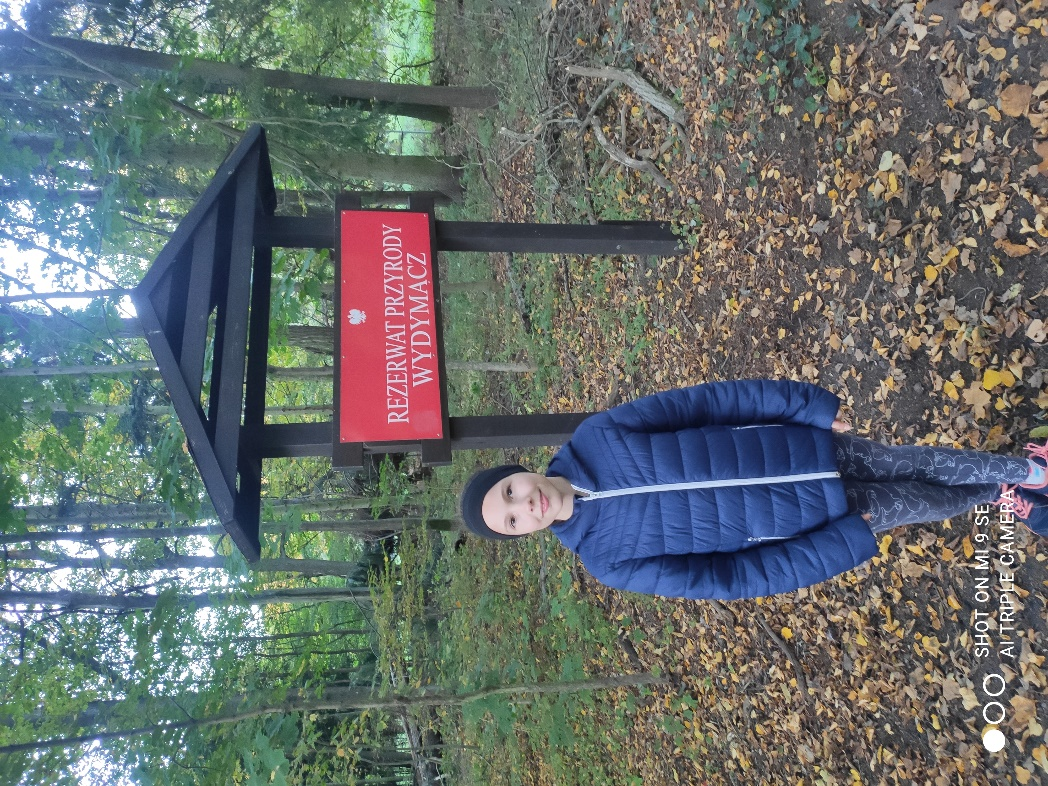 REZERWAT PRZYRODY
WYDYMACZ
SHOT ON MI 9 SE
AI TRIPLE CAMERA